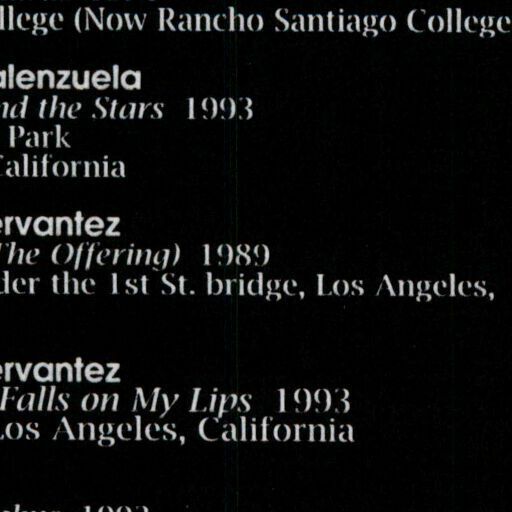 llege (Now Rancho Santiago College
alenzuela
nd the Stars 1993
Park
California
ervantez
The Offering) 1989
der the 1st St. bridge, Los Angeles,
ervantez
Falls on My Lips 1993
Los Angeles, California
1993